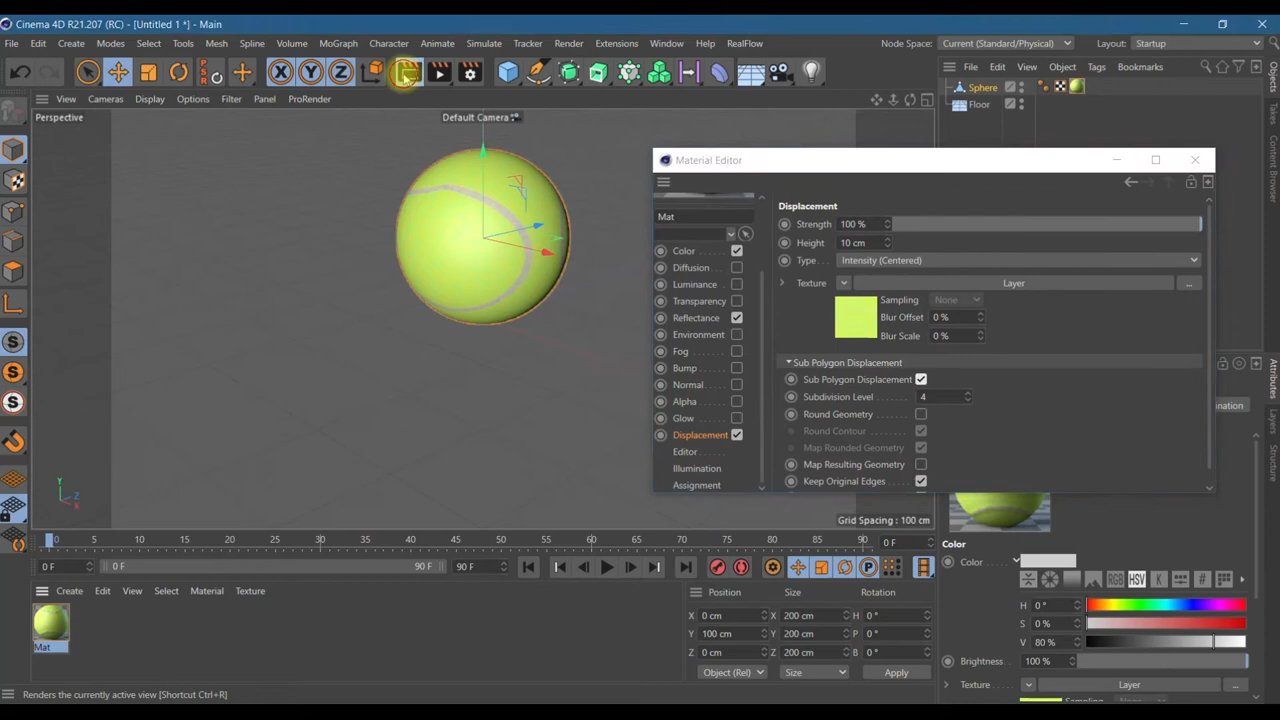 Cinema 4D R21.207 (RC) - [Untitled 1 *] - Main
File Edit Create Modes Select Tools Mesh Spline Volume MoGraph Character Animate Simulate Tracker Render Extensions Window Help RealFlow Node Space: Current (Standard/Physical) Layout: Startup
X Y Z File Edit View Object Tags Bookmarks
View Cameras Display Options Filter Panel ProRender Sphere
Floor
Perspective Default Camera
Material Editor
Mat
Color
Diffusion
Luminance
Transparency
Reflectance
Environment
Fog
Bump
Normal
Alpha
Glow
Displacement
Editor
Illumination
Assignment
Displacement
Strength 100 %
Height 10 cm
Type . . . Intensity (Centered)
Texture Layer ...
Sampling None
Blur Offset 0 %
Blur Scale 0 %
Sub Polygon Displacement
Sub Polygon Displacement
Subdivision Level 4
Round Geometry
Round Contour
Map Rounded Geometry
Map Resulting Geometry
Keep Original Edges
Objects
Takes
Content Browser
Attributes
Layers
Structure
Y
Z
Grid Spacing : 100 cm
0 5 10 15 20 25 30 35 40 45 50 55 60 65 70 75 80 85 90 0 F
0 F 0 F 90 F 90 F P
Create Edit View Select Material Texture
Mat
Position Size Rotation
X 0 cm X 200 cm H 0 °
Y 100 cm Y 200 cm P 0 °
Z 0 cm Z 200 cm B 0 °
Object (Rel) Size Apply
Color
Color
RGB HSV K #
H 0 °
S 0 %
V 80 %
Brightness 100 %
Texture Layer ...
Renders the currently active view [Shortcut Ctrl+R]